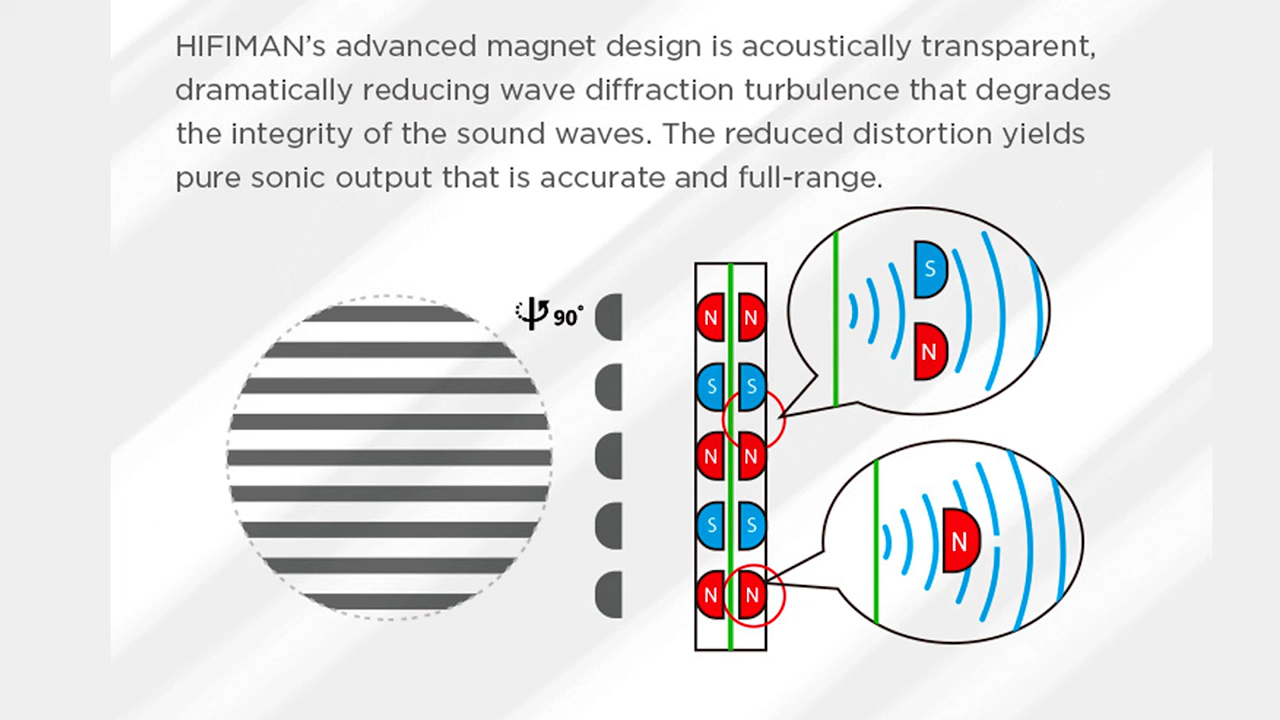 HIFIMAN’s advanced magnet design is acoustically transparent,
dramatically reducing wave diffraction turbulence that degrades
the integrity of the sound waves. The reduced distortion yields
pure sonic output that is accurate and full-range.
90°
N N
S S
N N
S S
N N
S
N
N